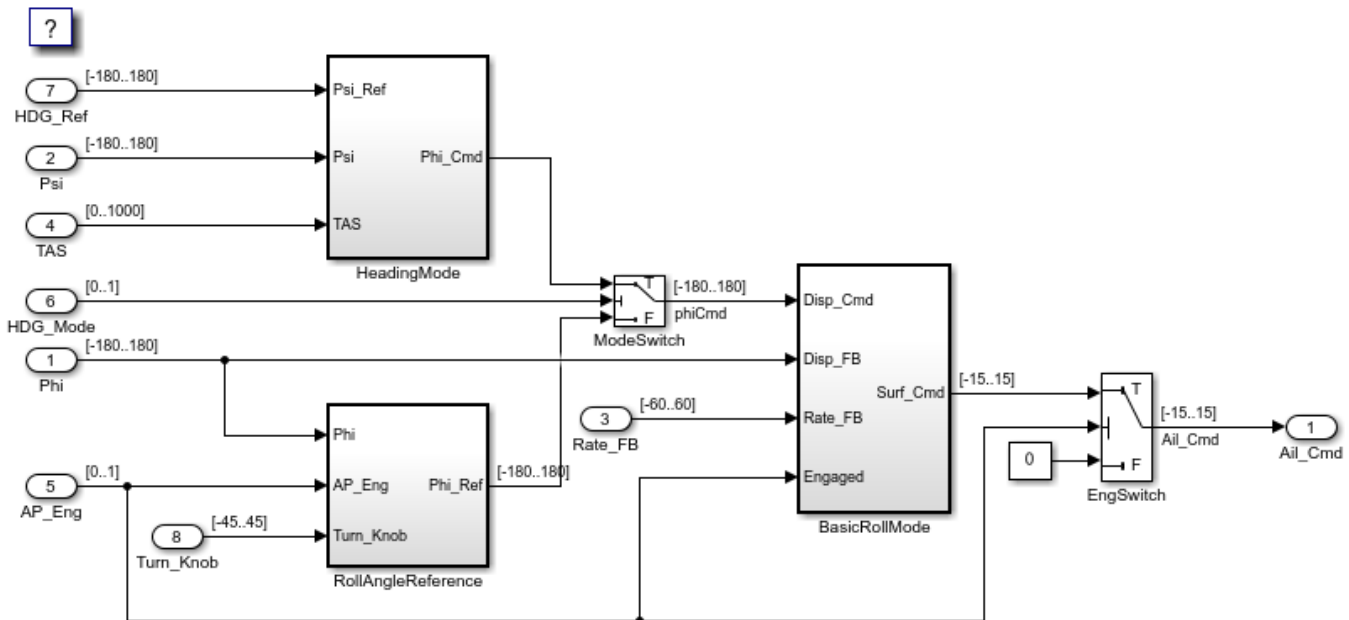 ?
[-180..180]
7
HDG_Ref
Psi_Ref
[-180..180]
2
Psi
Psi
Phi_Cmd
[0..1000]
4
TAS
TAS
HeadingMode
[0..1]
6
HDG_Mode
T
F
ModeSwitch
[-180..180]
phiCmd
[-180..180]
1
Phi
Phi
[0..1]
5
AP_Eng
AP_Eng
Phi_Ref
[-180..180]
[-45..45]
8
Turn_Knob
Turn_Knob
RollAngleReference
[-60..60]
3
Rate_FB
Disp_Cmd
Disp_FB
Rate_FB
Surf_Cmd
Engaged
BasicRollMode
[-15..15]
0
T
F
EngSwitch
[-15..15]
Ail_Cmd
1
Ail_Cmd